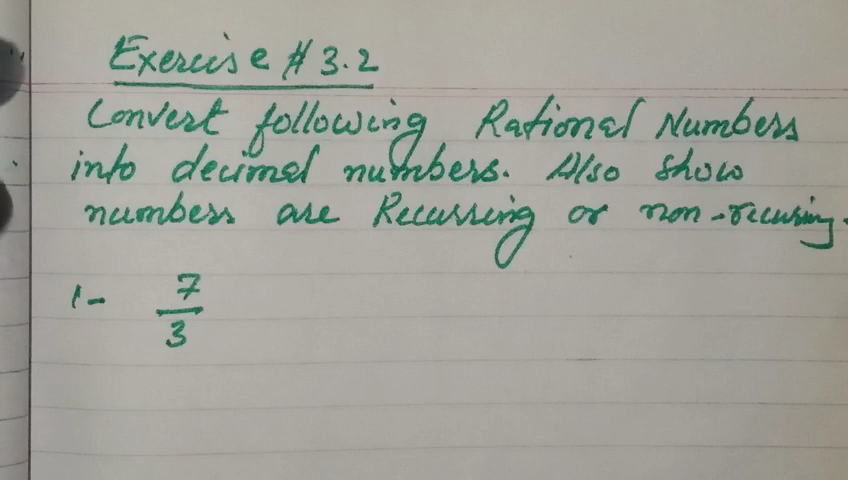 Exercise # 3.2
Convert following Rational Numbers
into decimal numbers. Also show
numbers are Recurring or non-recurring.
1- 7
3